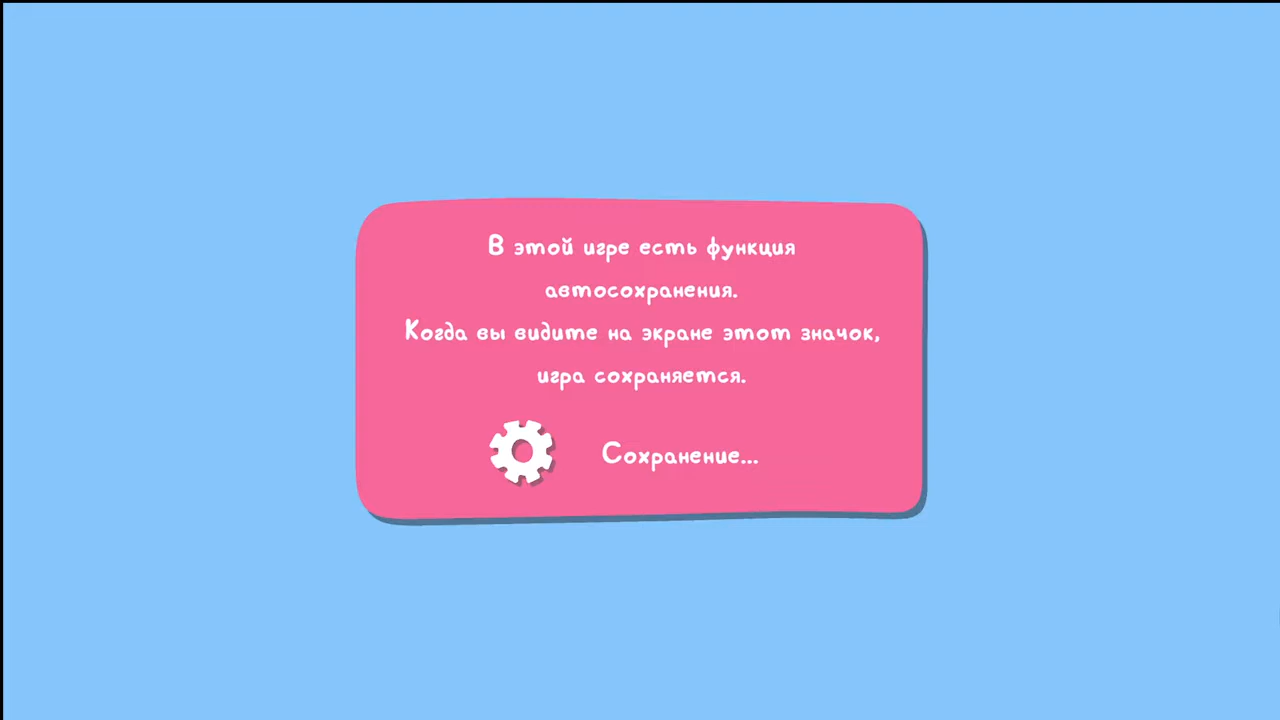 В этой игре есть функция
автосохранения.
Когда вы видите на экране этот значок,
игра сохраняется.
Сохранение...